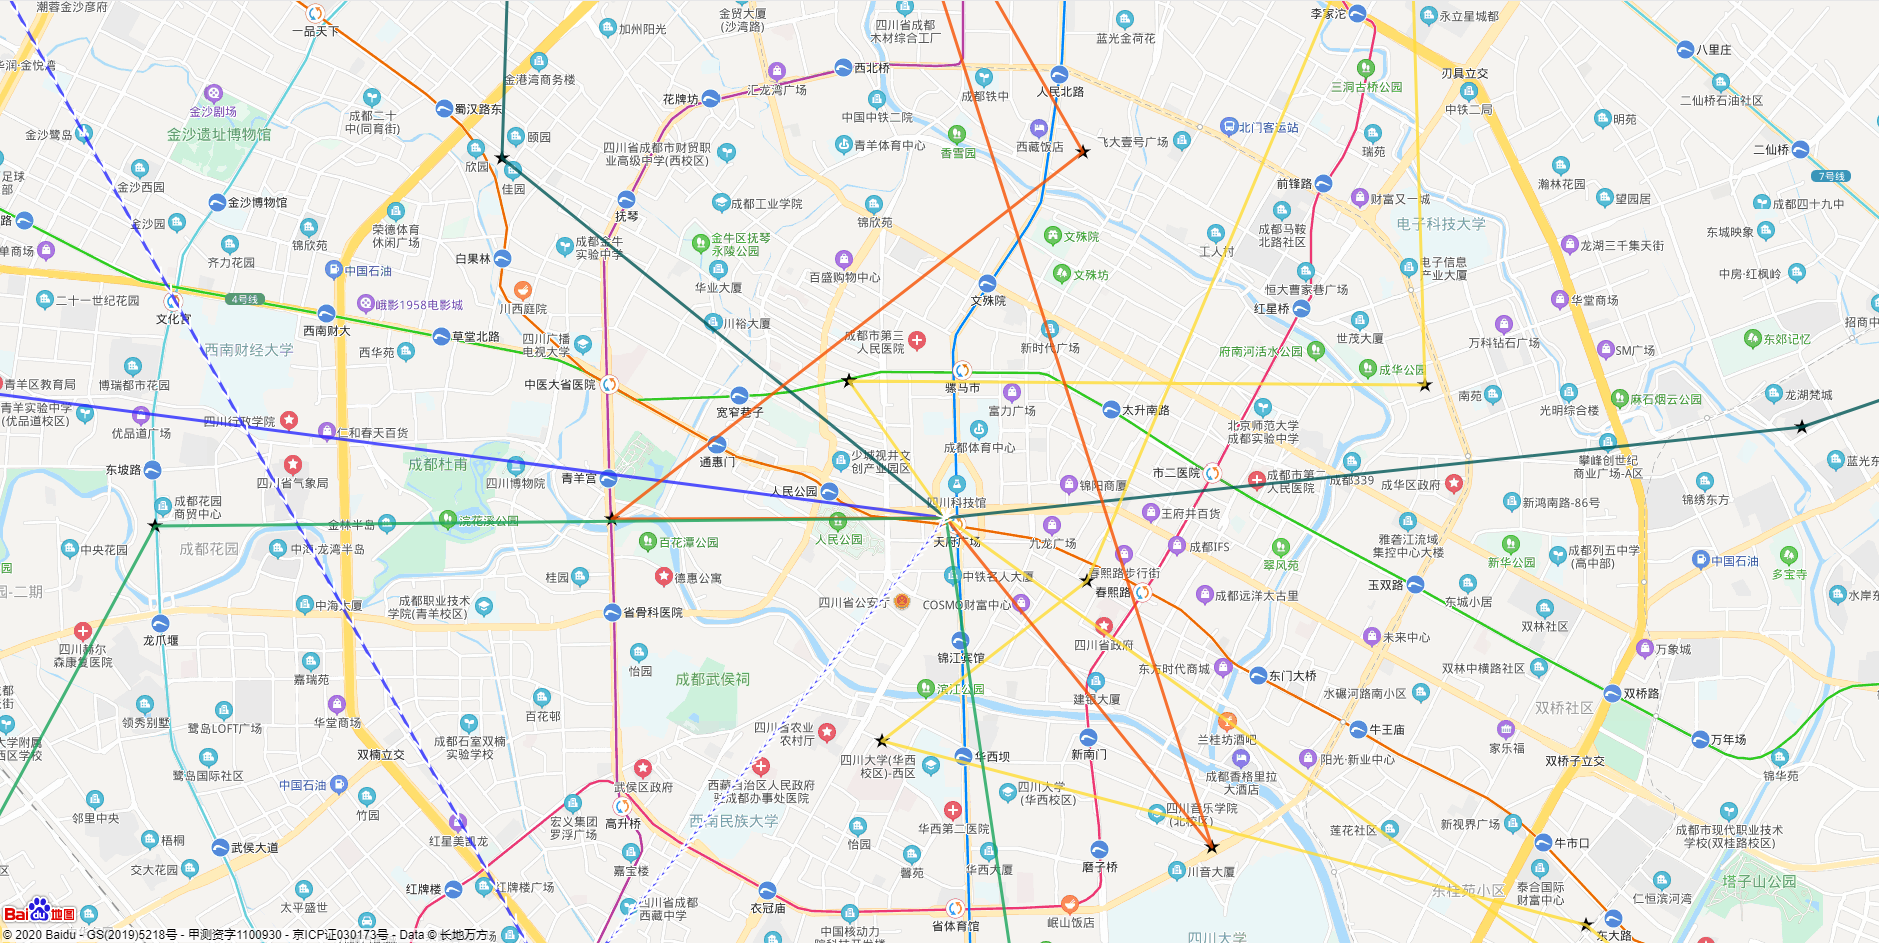 潮蓉金沙彦府
一品天下
加州阳光
金贸大厦
(沙湾路)
四川省成都
木材综合工厂
蓝光金荷花
李家沱
永立星城都
八里庄
华润·金悦湾
金港湾商务楼
汇龙湾广场
西北桥
花牌坊
人民北路
成都铁中
三洞古桥公园
刃具立交
中铁二局
二仙桥石油社区
金沙剧场
蜀汉路东
成都二十
中(同育街)
金沙鹭岛
金沙遗址博物馆
颐园
欣园
佳园
四川省成都市财贸职
业高级中学(西校区)
中国中铁二院
青羊体育中心
香雪园
西藏饭店
飞大壹号广场
北门客运站
瑞苑
明苑
二仙桥
7号线
足球
部
金沙西园
金沙博物馆
抚琴
成都工业学院
锦欣苑
前锋路
财富又一城
瀚林花园
望园居
成都四十九中
金沙园
锦欣苑
荣德体育
休闲广场
成都金牛
实验中学
金牛区抚琴
永陵公园
文殊院
文殊坊
工人村
成都马鞍
北路社区
电子科技大学
龙湖三千集天街
东城映象
单商场
齐力花园
中国石油
白果林
华业大厦
百盛购物中心
文殊院
恒大曹家巷广场
电子信息
产业大厦
中房·红枫岭
二十一世纪花园
文化宫
4号线
峨影1958电影城
川西庭院
川裕大厦
红星桥
华堂商场
招商中
西南财大
西南财经大学
草堂北路
四川广播
电视大学
成都市第三
人民医院
新时代广场
府南河活水公园
世茂大厦
万科钻石广场
SM广场
东郊记忆
西华苑
青羊区教育局
博瑞都市花园
中医大省医院
骡马市
成华公园
南苑
光明综合楼
麻石烟云公园
龙湖梵城
青羊实验中学
(优品道校区)
优品道广场
四川行政学院
仁和春天百货
宽窄巷子
富力广场
太升南路
北京师范大学
成都实验中学
东坡路
四川省气象局
成都杜甫
四川博物院
青羊宫
通惠门
少城视井文
创产业园区
成都体育中心
锦阳商厦
市二医院
成都市第二
人民医院
成都339
成华区政府
攀峰创世纪
商业广场-A区
锦绣东方
蓝光东
成都花园
商贸中心
金林半岛
浣花溪公园
人民公园
人民公园
四川科技馆
天府广场
九龙广场
王府井百货
新鸿南路-86号
中央花园
成都花园
中海·龙湾半岛
百花潭公园
成都IFS
翠风苑
雅砻江流域
集控中心大楼
新华公园
成都列五中学
(高中部)
中国石油
多宝寺
园-二期
桂园
德惠公寓
中铁名人大厦
春熙路步行街
春熙路
中海大厦
成都职业技术
学院(青羊校区)
省骨科医院
四川省公安厅
COSMO财富中心
成都远洋太古里
玉双路
东城小居
双林社区
水岸东
龙爪堰
四川赫尔
森康复医院
怡园
锦江宾馆
四川省政府
未来中心
双林中横路社区
万象城
嘉瑞苑
成都武侯祠
滨江公园
建银大厦
东方时代商城
东门大桥
水碾河路南小区
双桥路
领秀别墅
鹭岛LOFT广场
华堂商场
百花邨
四川省农业
农村厅
双桥社区
兰桂坊酒吧
牛王庙
家乐福
万年场
大学附属
西区学校
鹭岛国际社区
双楠立交
成都石室双楠
实验学校
四川大学(华西
校区)-西区
华西坝
新南门
成都香格里拉
大酒店
阳光·新业中心
双桥子立交
锦华苑
中国石油
武侯区政府
西藏自治区人民政府
驻成都办事处医院
四川大学
(华西校区)
四川音乐学院
(北校区)
邻里中央
竹园
高升桥
宏义集团
罗浮广场
西南民族大学
华西第二医院
莲花社区
新视界广场
成都市现代职业技术
学校(双桂路校区)
梧桐
武侯大道
红星美凯龙
怡园
牛市口
交大花园
嘉宝楼
馨苑
华西大厦
磨子桥
川音大厦
东桂苑小区
泰合国际
财富中心
塔子山公园
仁恒滨河湾
红牌楼
红牌楼广场
太平盛世
衣冠庙
四川省成都
西藏中学
中国核动力
省体育馆
岷山饭店
四川大学
东大路
Bai du 地图
© 2020 Baidu - GS(2019)5218号 - 甲测资字1100930 - 京ICP证030173号 - Data © 长地万方